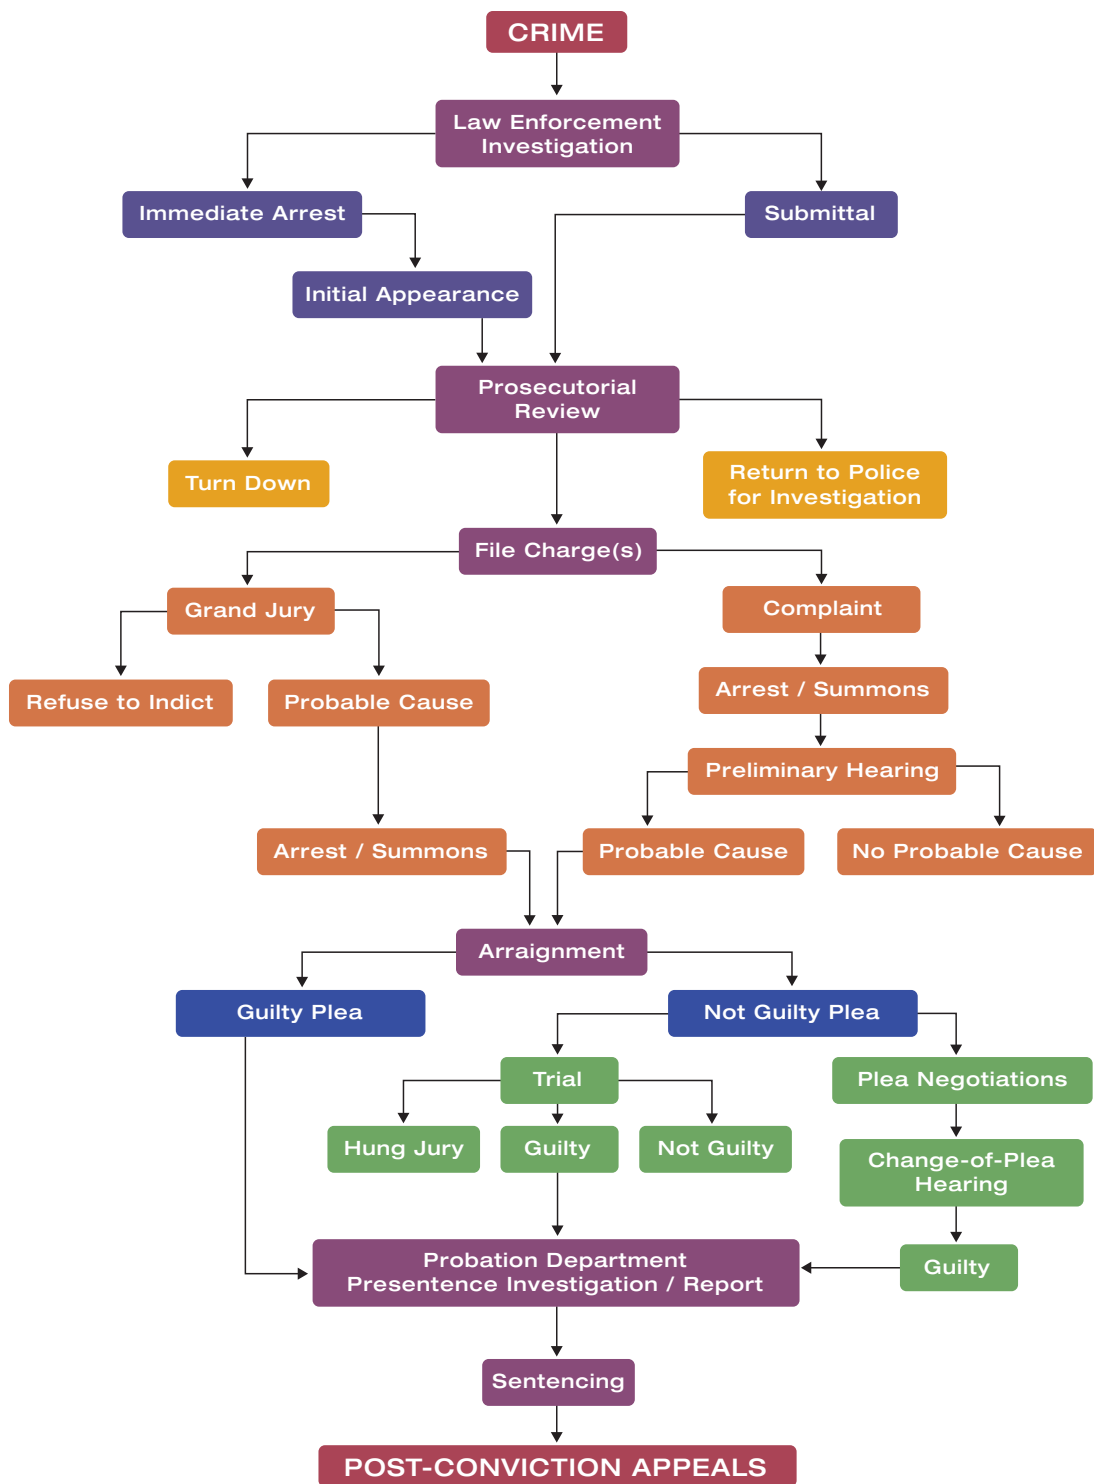 CRIME
Law Enforcement
Investigation
Immediate Arrest
Submittal
Initial Appearance
Prosecutorial
Review
Turn Down
Return to Police
for Investigation
File Charge(s)
Grand Jury
Complaint
Refuse to Indict
Probable Cause
Arrest / Summons
Preliminary Hearing
Arrest / Summons
Probable Cause
No Probable Cause
Arraignment
Guilty Plea
Not Guilty Plea
Trial
Plea Negotiations
Hung Jury
Guilty
Not Guilty
Change-of-Plea
Hearing
Probation Department
Presentence Investigation / Report
Guilty
Sentencing
POST-CONVICTION APPEALS